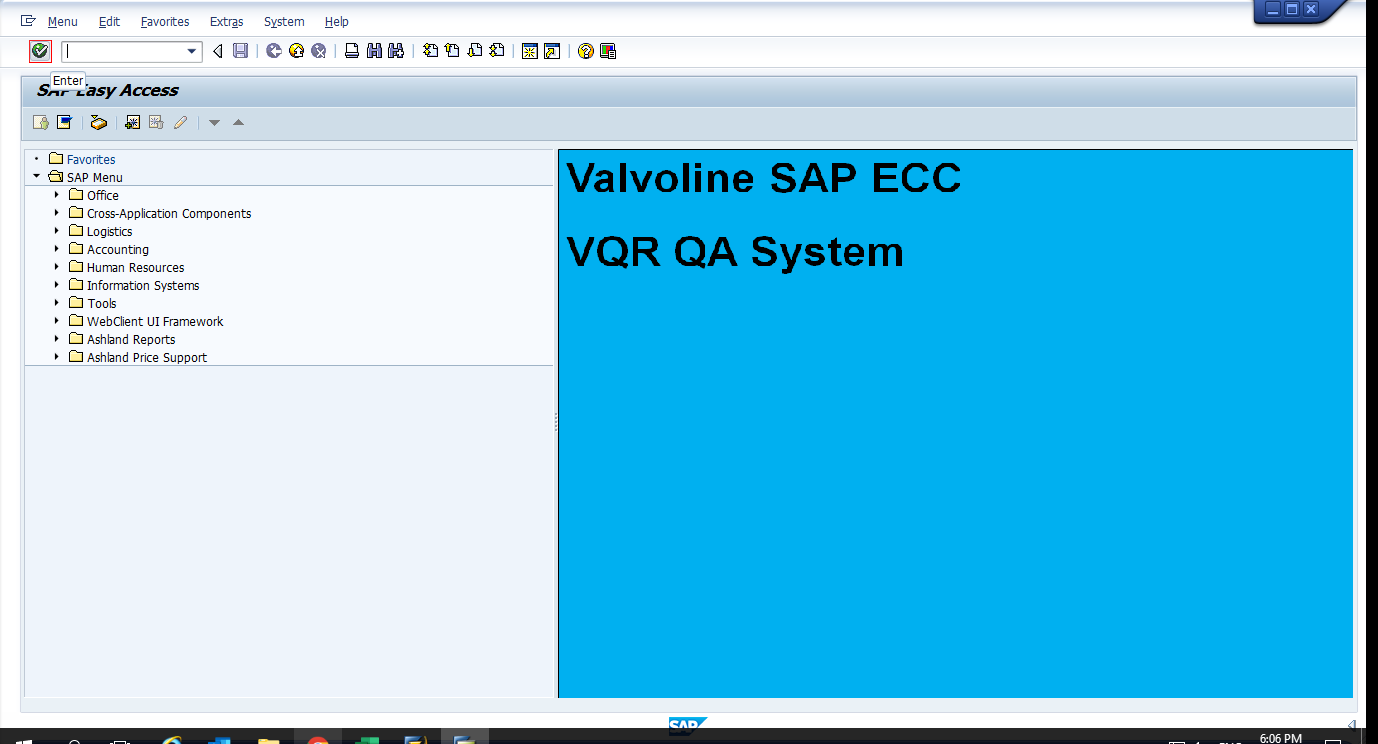 Menu Edit Favorites Extras System Help
Enter
SAP Easy Access
Favorites
SAP Menu
Office
Cross-Application Components
Logistics
Accounting
Human Resources
Information Systems
Tools
WebClient UI Framework
Ashland Reports
Ashland Price Support
Valvoline SAP ECC
VQR QA System
SAP
6:06 PM